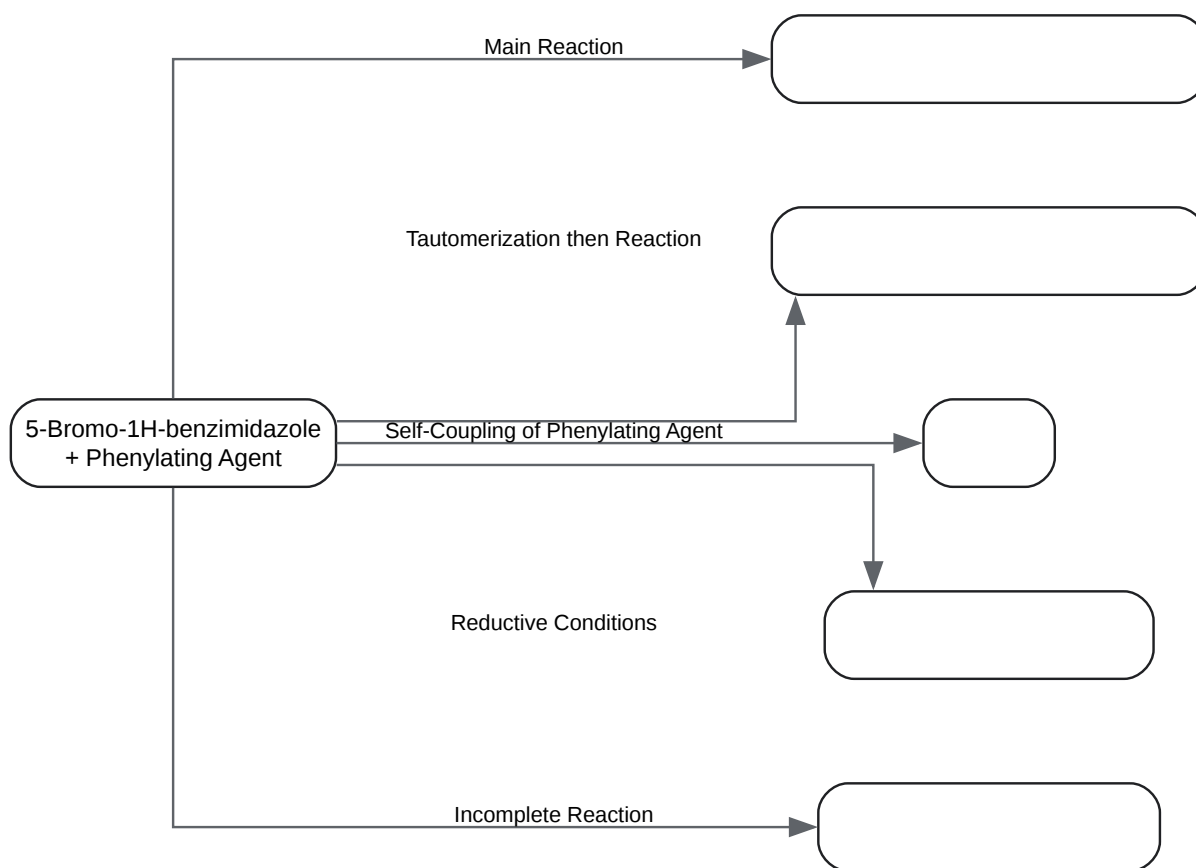 Main Reaction
Tautomerization then Reaction
5-Bromo-1H-benzimidazole
+ Phenylating Agent
Self-Coupling of Phenylating Agent
Reductive Conditions
Incomplete Reaction